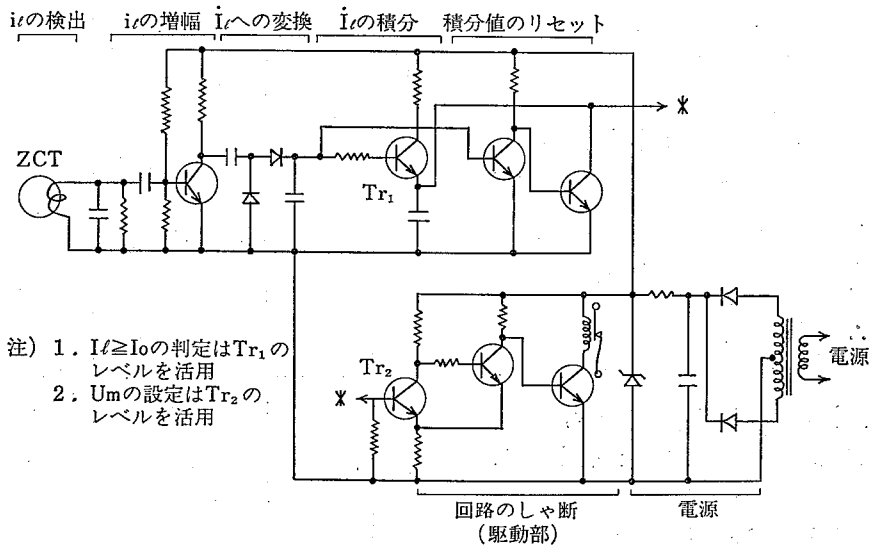 iℓの検出 iℓの増幅 İℓへの変換 İℓの積分 積分値のリセット
ZCT
Tr₁
注) 1. Iℓ≧Ioの判定はTr₁の
レベルを活用
2. Umの設定はTr₂の
レベルを活用
Tr₂
電源
回路のしゃ断
(駆動部)
電源